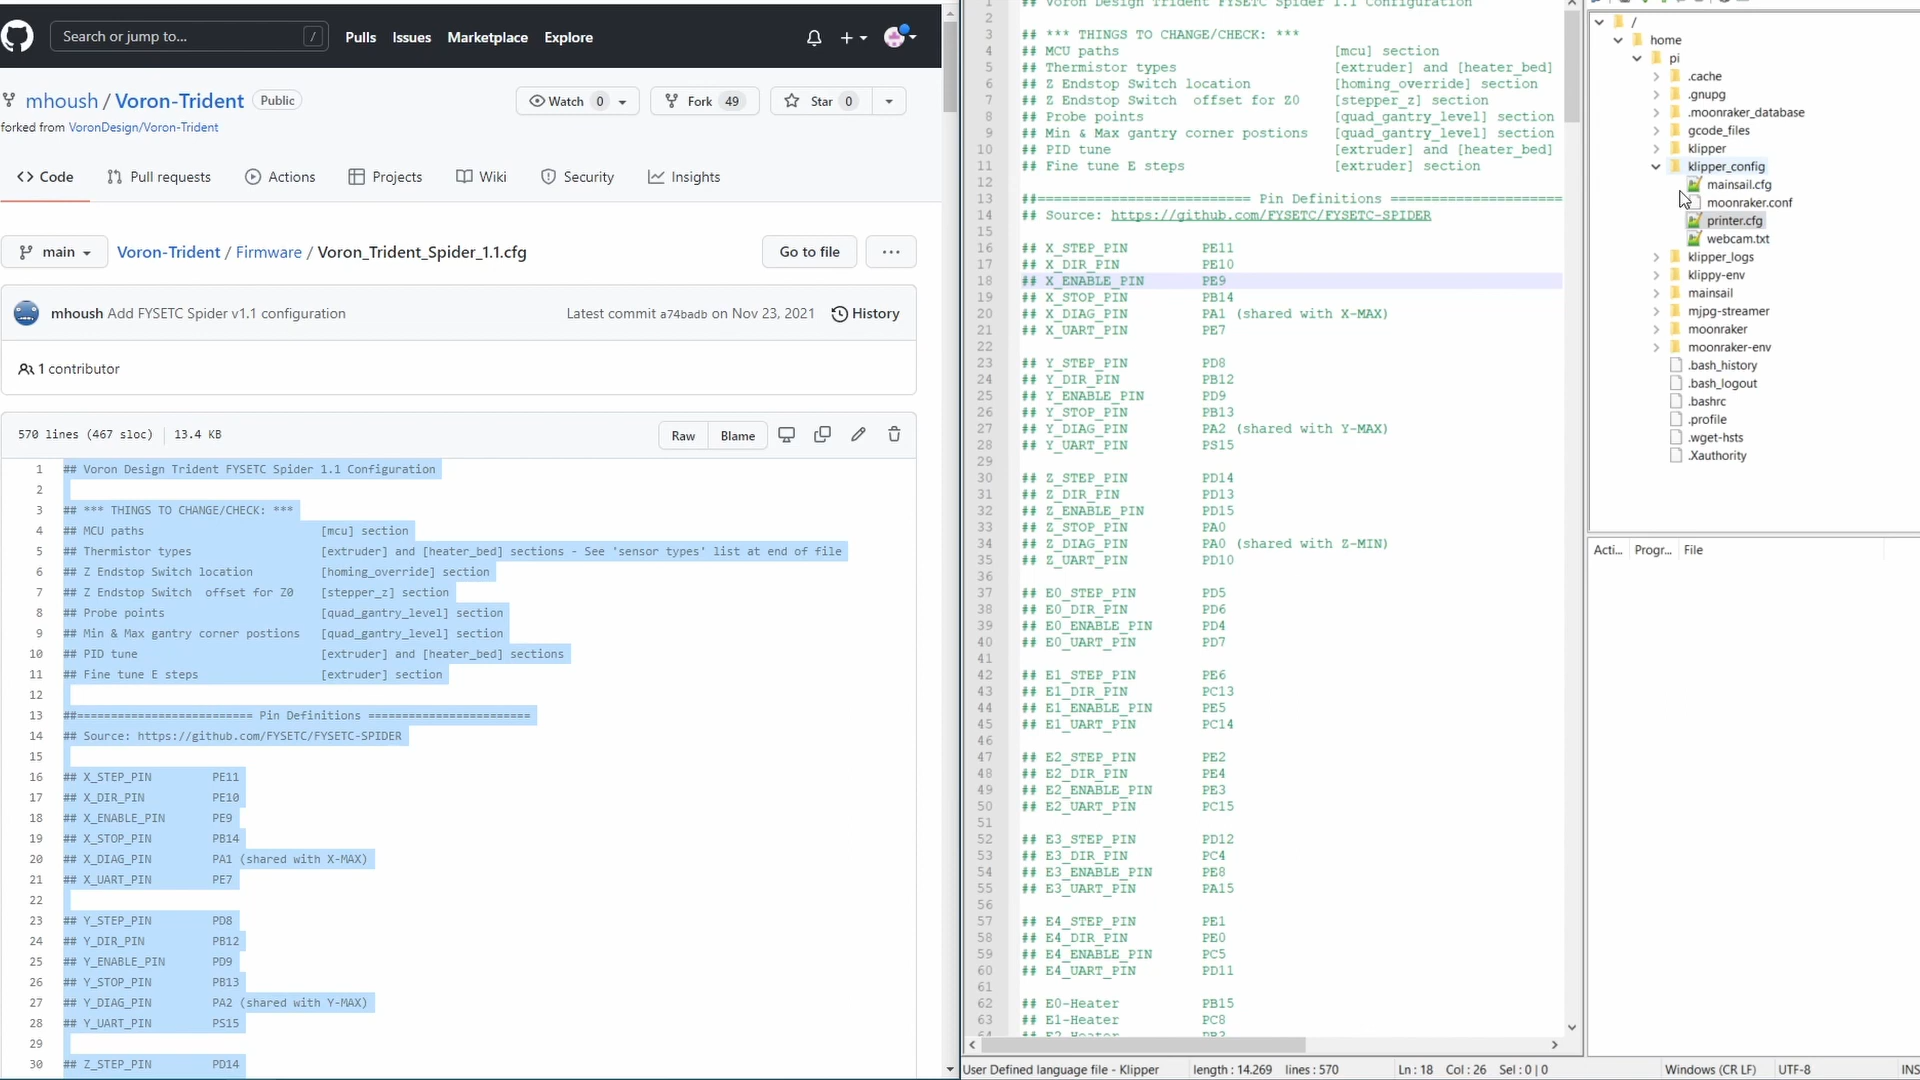 Search or jump to...
/
Pulls
Issues
Marketplace
Explore
mhoush / Voron-Trident
Public
forked from VoronDesign/Voron-Trident
Watch 0
Fork 49
Star 0
Code
Pull requests
Actions
Projects
Wiki
Security
Insights
main
Voron-Trident / Firmware / Voron_Trident_Spider_1.1.cfg
Go to file
mhoush Add FYSETC Spider v1.1 configuration
Latest commit a74badb on Nov 23, 2021
History
1 contributor
570 lines (467 sloc)
13.4 KB
Raw
Blame
1 ## Voron Design Trident FYSETC Spider 1.1 Configuration
2
3 ## *** THINGS TO CHANGE/CHECK: ***
4 ## MCU paths [mcu] section
5 ## Thermistor types [extruder] and [heater_bed] sections - See 'sensor types' list at end of file
6 ## Z Endstop Switch location [homing_override] section
7 ## Z Endstop Switch  offset for Z0 [stepper_z] section
8 ## Probe points [quad_gantry_level] section
9 ## Min & Max gantry corner postions [quad_gantry_level] section
10 ## PID tune [extruder] and [heater_bed] sections
11 ## Fine tune E steps [extruder] section
12
13 ##========================= Pin Definitions ========================
14 ## Source: https://github.com/FYSETC/FYSETC-SPIDER
15
16 ## X_STEP_PIN PE11
17 ## X_DIR_PIN PE10
18 ## X_ENABLE_PIN PE9
19 ## X_STOP_PIN PB14
20 ## X_DIAG_PIN PA1 (shared with X-MAX)
21 ## X_UART_PIN PE7
22
23 ## Y_STEP_PIN PD8
24 ## Y_DIR_PIN PB12
25 ## Y_ENABLE_PIN PD9
26 ## Y_STOP_PIN PB13
27 ## Y_DIAG_PIN PA2 (shared with Y-MAX)
28 ## Y_UART_PIN PS15
29
30 ## Z_STEP_PIN PD14
1 ## Voron Design Trident FYSETC Spider 1.1 Configuration
2
3 ## *** THINGS TO CHANGE/CHECK: ***
4 ## MCU paths [mcu] section
5 ## Thermistor types [extruder] and [heater_bed]
6 ## Z Endstop Switch location [homing_override] section
7 ## Z Endstop Switch  offset for Z0 [stepper_z] section
8 ## Probe points [quad_gantry_level] section
9 ## Min & Max gantry corner postions [quad_gantry_level] section
10 ## PID tune [extruder] and [heater_bed]
11 ## Fine tune E steps [extruder] section
12
13 ##========================== Pin Definitions =====================
14 ## Source: https://github.com/FYSETC/FYSETC-SPIDER
15
16 ## X_STEP_PIN PE11
17 ## X_DIR_PIN PE10
18 ## X_ENABLE_PIN PE9
19 ## X_STOP_PIN PB14
20 ## X_DIAG_PIN PA1 (shared with X-MAX)
21 ## X_UART_PIN PE7
22
23 ## Y_STEP_PIN PD8
24 ## Y_DIR_PIN PB12
25 ## Y_ENABLE_PIN PD9
26 ## Y_STOP_PIN PB13
27 ## Y_DIAG_PIN PA2 (shared with Y-MAX)
28 ## Y_UART_PIN PS15
29
30 ## Z_STEP_PIN PD14
31 ## Z_DIR_PIN PD13
32 ## Z_ENABLE_PIN PD15
33 ## Z_STOP_PIN PA0
34 ## Z_DIAG_PIN PA0 (shared with Z-MIN)
35 ## Z_UART_PIN PD10
36
37 ## E0_STEP_PIN PD5
38 ## E0_DIR_PIN PD6
39 ## E0_ENABLE_PIN PD4
40 ## E0_UART_PIN PD7
41
42 ## E1_STEP_PIN PE6
43 ## E1_DIR_PIN PC13
44 ## E1_ENABLE_PIN PE5
45 ## E1_UART_PIN PC14
46
47 ## E2_STEP_PIN PE2
48 ## E2_DIR_PIN PE4
49 ## E2_ENABLE_PIN PE3
50 ## E2_UART_PIN PC15
51
52 ## E3_STEP_PIN PD12
53 ## E3_DIR_PIN PC4
54 ## E3_ENABLE_PIN PE8
55 ## E3_UART_PIN PA15
56
57 ## E4_STEP_PIN PE1
58 ## E4_DIR_PIN PE0
59 ## E4_ENABLE_PIN PC5
60 ## E4_UART_PIN PD11
61
62 ## E0-Heater PB15
63 ## E1-Heater PC8
64 ## E2-Heater PB3
User Defined language file - Klipper
length : 14.269 lines : 570
Ln : 18 Col : 26 Sel : 0 | 0
Windows (CR LF)
UTF-8
INS
/
home
pi
.cache
.gnupg
.moonraker_database
gcode_files
klipper
klipper_config
mainsail.cfg
moonraker.conf
printer.cfg
webcam.txt
klipper_logs
klippy-env
mainsail
mjpg-streamer
moonraker
moonraker-env
.bash_history
.bash_logout
.bashrc
.profile
.wget-hsts
.Xauthority
Acti...
Progr...
File